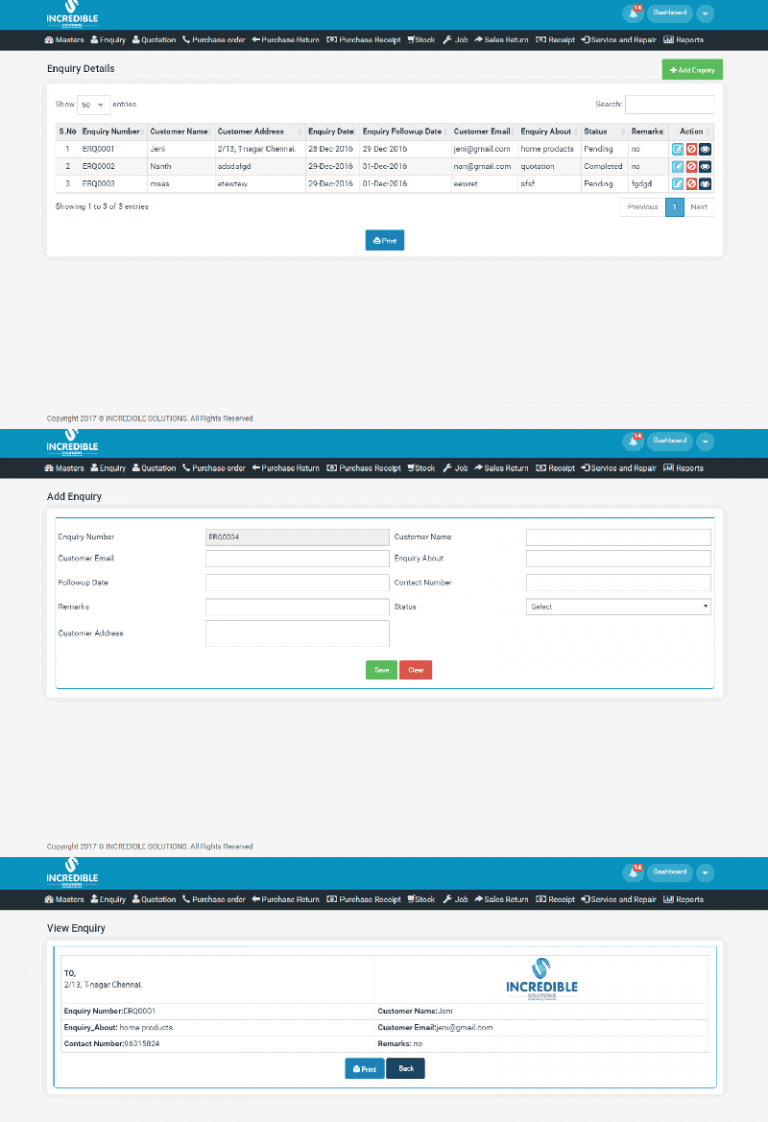 INCREDIBLE
SOLUTIONS
14 Dashboard
Masters Enquiry Quotation Purchase order Purchase Return Purchase Receipt Stock Job Sales Return Receipt Service and Repair Reports
Enquiry Details
Add Enquiry
Show 50 entries Search:
S.No Enquiry Number Customer Name Customer Address Enquiry Date Enquiry Followup Date Customer Email Enquiry About Status Remarks Action
1 ERQ0001 Jeni 2/13, T-nagar Chennai. 28-Dec-2016 29-Dec-2016 jeni@gmail.com home products Pending no
2 ERQ0002 Nanth adsdafgd 29-Dec-2016 31-Dec-2016 nan@gmail.com quotation Completed no
3 ERQ0003 msas etewtew 29-Dec-2016 01-Dec-2016 eewret sfsf Pending fgdgd
Showing 1 to 3 of 3 entries Previous 1 Next
Print
Copyright 2017 © INCREDIBLE SOLUTIONS. All Rights Reserved
INCREDIBLE
SOLUTIONS
14 Dashboard
Masters Enquiry Quotation Purchase order Purchase Return Purchase Receipt Stock Job Sales Return Receipt Service and Repair Reports
Add Enquiry
Enquiry Number ERQ0004 Customer Name
Customer Email Enquiry About
Followup Date Contact Number
Remarks Status Select
Customer Address
Save Clear
Copyright 2017 © INCREDIBLE SOLUTIONS. All Rights Reserved
INCREDIBLE
SOLUTIONS
14 Dashboard
Masters Enquiry Quotation Purchase order Purchase Return Purchase Receipt Stock Job Sales Return Receipt Service and Repair Reports
View Enquiry
TO,
2/13, T-nagar Chennai.
INCREDIBLE
SOLUTIONS
Enquiry Number:ERQ0001 Customer Name:Jeni
Enquiry_About: home products Customer Email:jeni@gmail.com
Contact Number:96315824 Remarks: no
Print Back